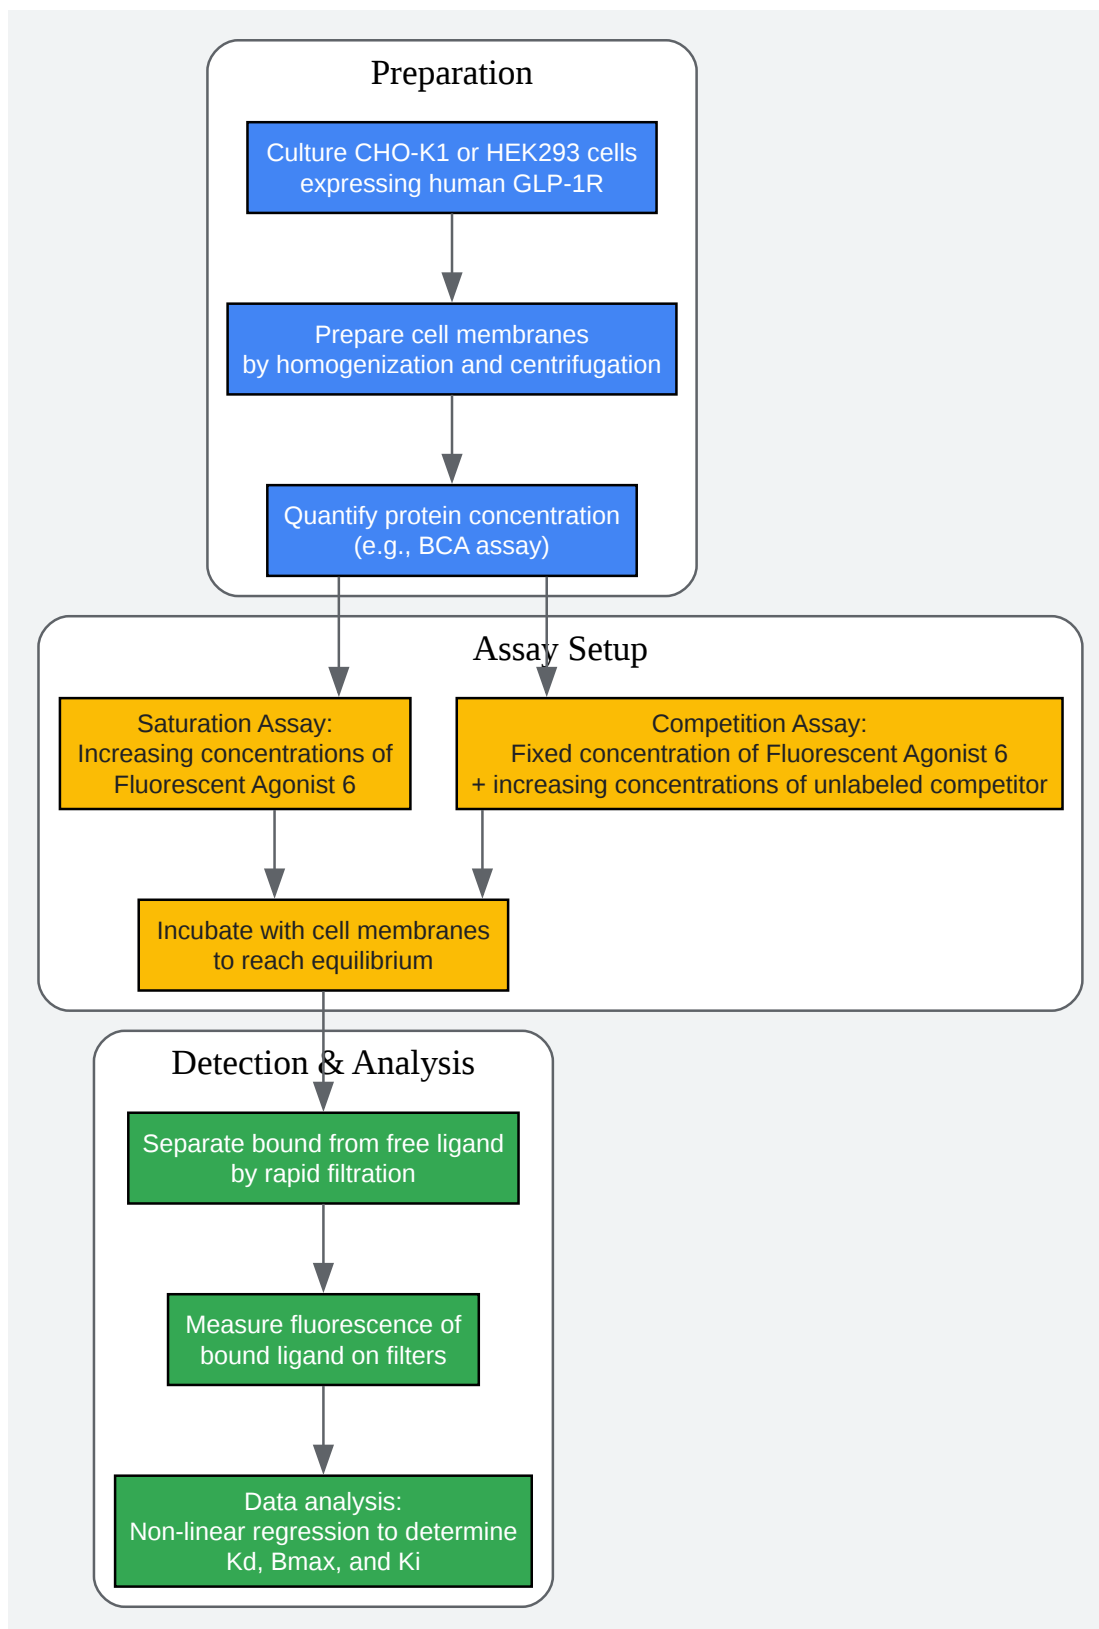 Preparation
Culture CHO-K1 or HEK293 cells
expressing human GLP-1R
Prepare cell membranes
by homogenization and centrifugation
Quantify protein concentration
(e.g., BCA assay)
Assay Setup
Saturation Assay:
Increasing concentrations of
Fluorescent Agonist 6
Competition Assay:
Fixed concentration of Fluorescent Agonist 6
+ increasing concentrations of unlabeled competitor
Incubate with cell membranes
to reach equilibrium
Detection & Analysis
Separate bound from free ligand
by rapid filtration
Measure fluorescence of
bound ligand on filters
Data analysis:
Non-linear regression to determine
Kd, Bmax, and Ki